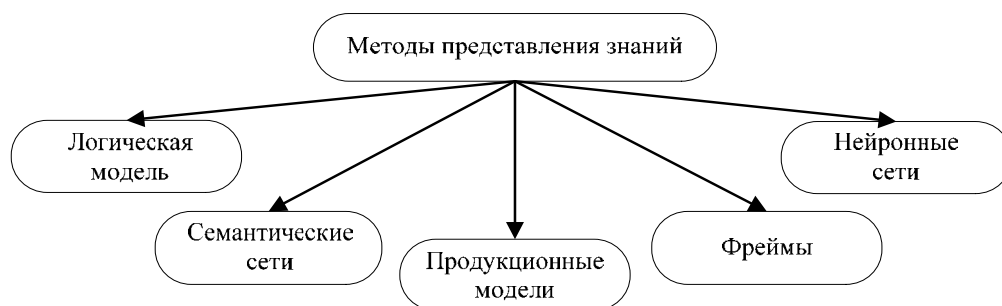 Методы представления знаний
Логическая
модель
Нейронные
сети
Семантические
сети
Продукционные
модели
Фреймы